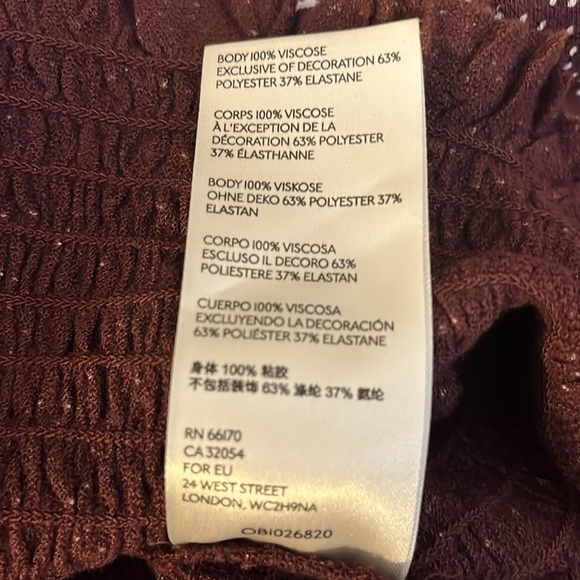 BODY 100% VISCOSE
EXCLUSIVE OF DECORATION 63%
POLYESTER 37% ELASTANE
CORPS 100% VISCOSE
À L'EXCEPTION DE LA
DÉCORATION 63% POLYESTER
37% ÉLASTHANNE
BODY 100% VISKOSE
OHNE DEKO 63% POLYESTER 37%
ELASTAN
CORPO 100% VISCOSA
ESCLUSO IL DECORO 63%
POLIESTERE 37% ELASTAN
CUERPO 100% VISCOSA
EXCLUYENDO LA DECORACIÓN
63% POLIÉSTER 37% ELASTANE
身体 100% 粘胶
不包括装饰 63% 涤纶 37% 氨纶
RN 66170
CA 32054
FOR EU
24 WEST STREET
LONDON, WC2H9NA
OB1026820